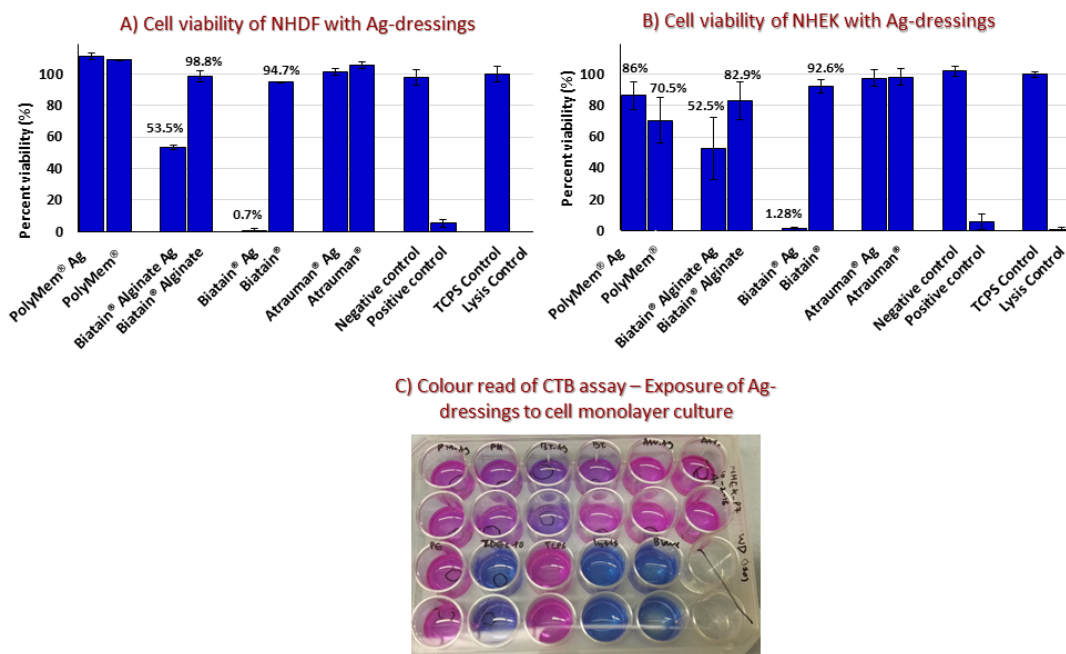 A) Cell viability of NHDF with Ag-dressings
Percent viability (%)
100
80
60
40
20
0
53.5%
98.8%
0.7%
94.7%
PolyMem® Ag
PolyMem®
Biatain® Alginate Ag
Biatain® Alginate
Biatain® Ag
Biatain®
Atrauman® Ag
Atrauman®
Negative control
Positive control
TCPS Control
Lysis Control
B) Cell viability of NHEK with Ag-dressings
Percent viability (%)
100
80
60
40
20
0
86%
70.5%
52.5%
82.9%
1.28%
92.6%
PolyMem® Ag
PolyMem®
Biatain® Alginate Ag
Biatain® Alginate
Biatain® Ag
Biatain®
Atrauman® Ag
Atrauman®
Negative control
Positive control
TCPS Control
Lysis Control
C) Colour read of CTB assay – Exposure of Ag-
dressings to cell monolayer culture
PM-Ag
PM
PE
TCPS
Lysis